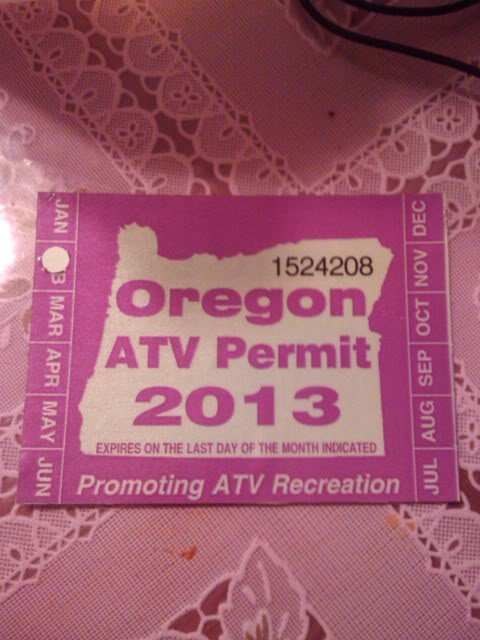 1524208
Oregon
ATV Permit
2013
EXPIRES ON THE LAST DAY OF THE MONTH INDICATED
Promoting ATV Recreation
JAN
B
MAR
APR
MAY
JUN
JUL
AUG
SEP
OCT
NOV
DEC